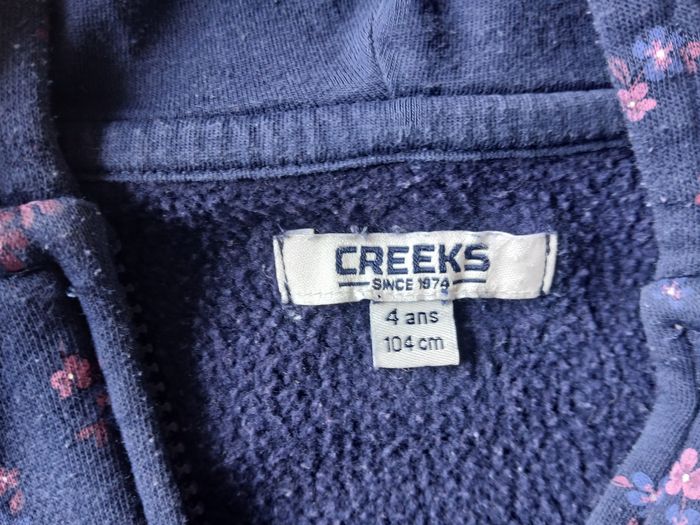 CREEKS
SINCE 1974
4 ans
104 cm